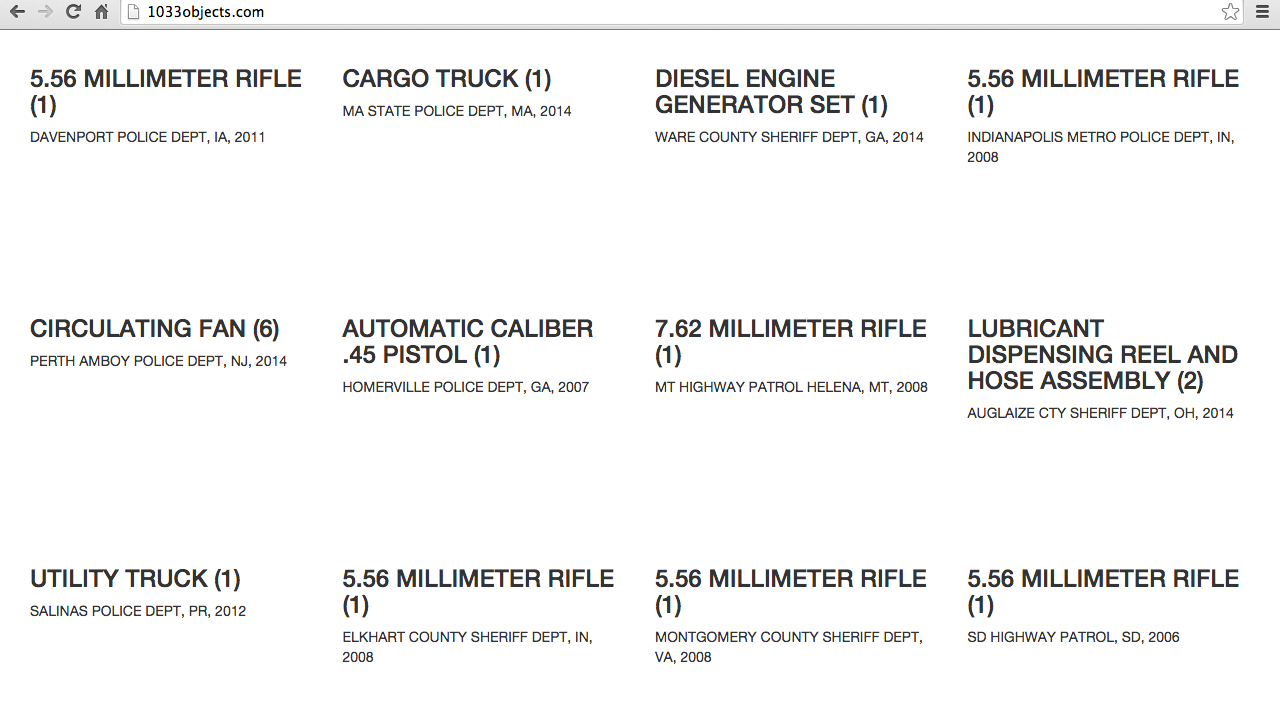 1033objects.com
5.56 MILLIMETER RIFLE
(1)
DAVENPORT POLICE DEPT, IA, 2011
CARGO TRUCK (1)
MA STATE POLICE DEPT, MA, 2014
DIESEL ENGINE
GENERATOR SET (1)
WARE COUNTY SHERIFF DEPT, GA, 2014
5.56 MILLIMETER RIFLE
(1)
INDIANAPOLIS METRO POLICE DEPT, IN,
2008
CIRCULATING FAN (6)
PERTH AMBOY POLICE DEPT, NJ, 2014
AUTOMATIC CALIBER
.45 PISTOL (1)
HOMERVILLE POLICE DEPT, GA, 2007
7.62 MILLIMETER RIFLE
(1)
MT HIGHWAY PATROL HELENA, MT, 2008
LUBRICANT
DISPENSING REEL AND
HOSE ASSEMBLY (2)
AUGLAIZE CTY SHERIFF DEPT, OH, 2014
UTILITY TRUCK (1)
SALINAS POLICE DEPT, PR, 2012
5.56 MILLIMETER RIFLE
(1)
ELKHART COUNTY SHERIFF DEPT, IN,
2008
5.56 MILLIMETER RIFLE
(1)
MONTGOMERY COUNTY SHERIFF DEPT,
VA, 2008
5.56 MILLIMETER RIFLE
(1)
SD HIGHWAY PATROL, SD, 2006